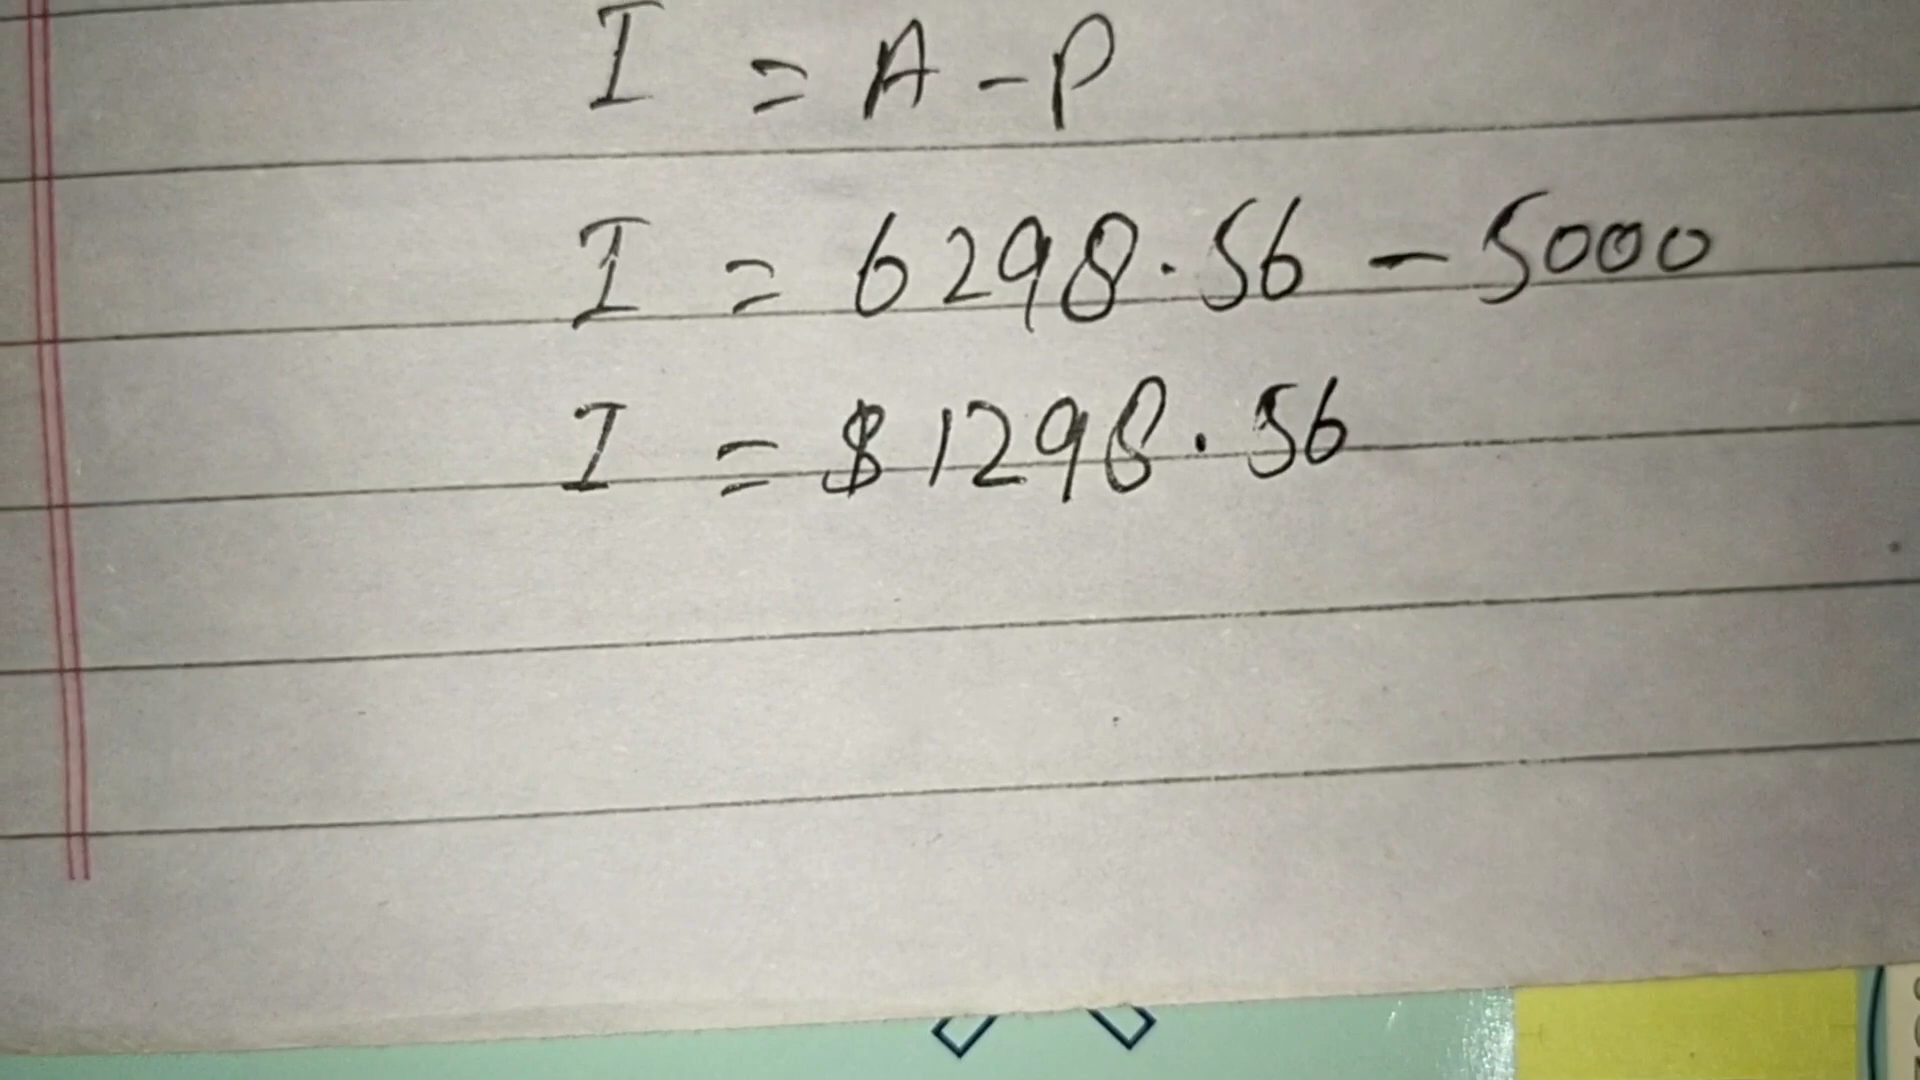 I = A - P
I = 6298.56 - 5000
I = $1298.56